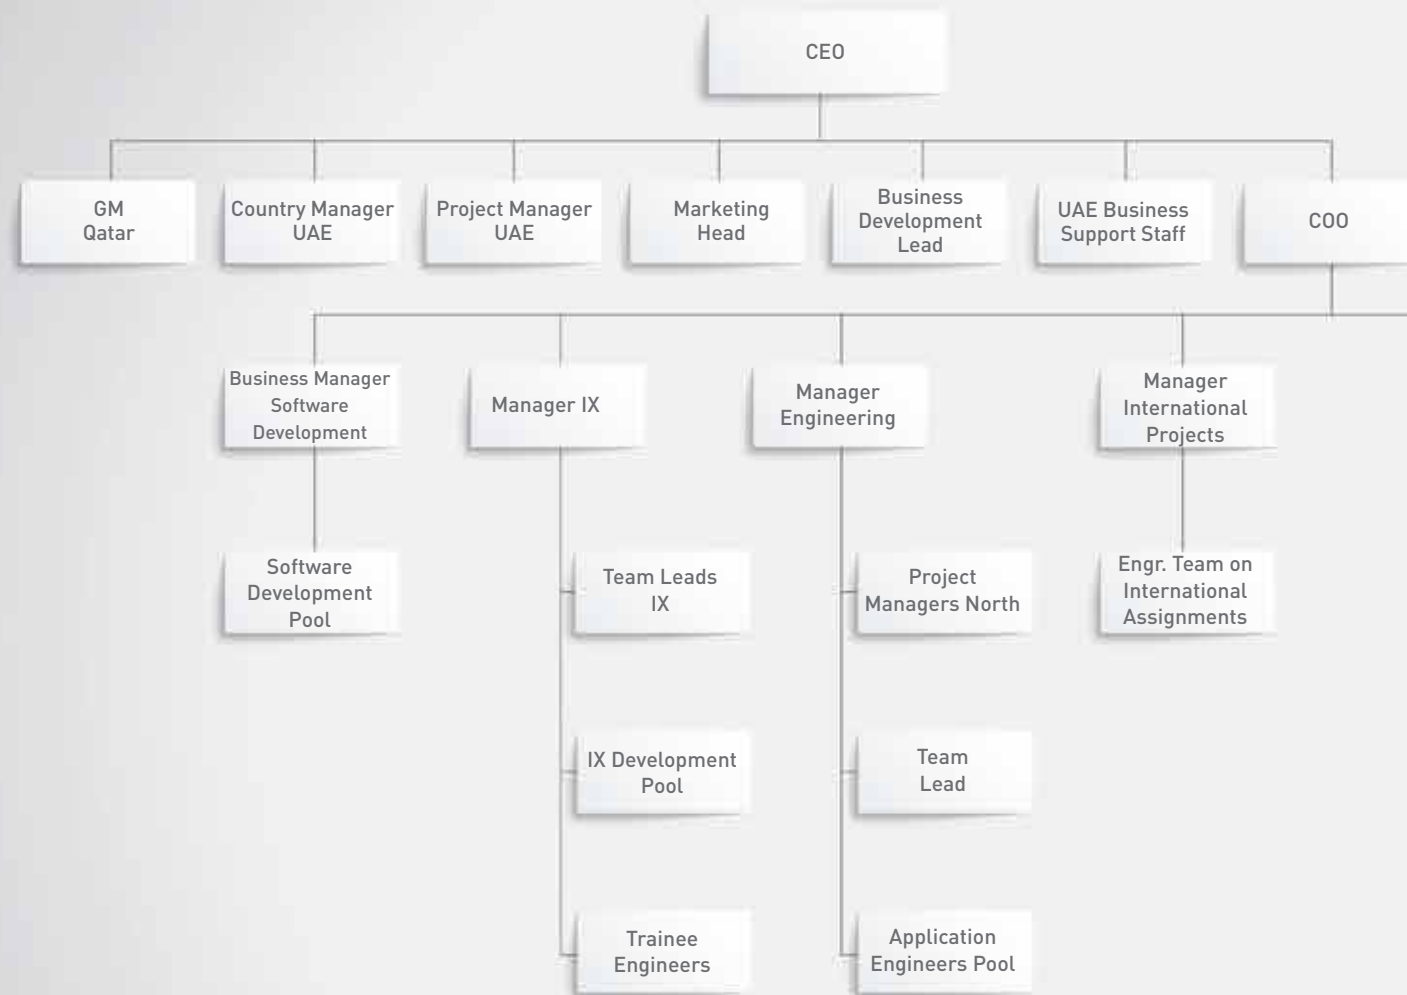 CEO
GM
Qatar
Country Manager
UAE
Project Manager
UAE
Marketing
Head
Business
Development
Lead
UAE Business
Support Staff
COO
Business Manager
Software
Development
Manager IX
Manager
Engineering
Manager
International
Projects
Software
Development
Pool
Team Leads
IX
Project
Managers North
Engr. Team on
International
Assignments
IX Development
Pool
Team
Lead
Trainee
Engineers
Application
Engineers Pool